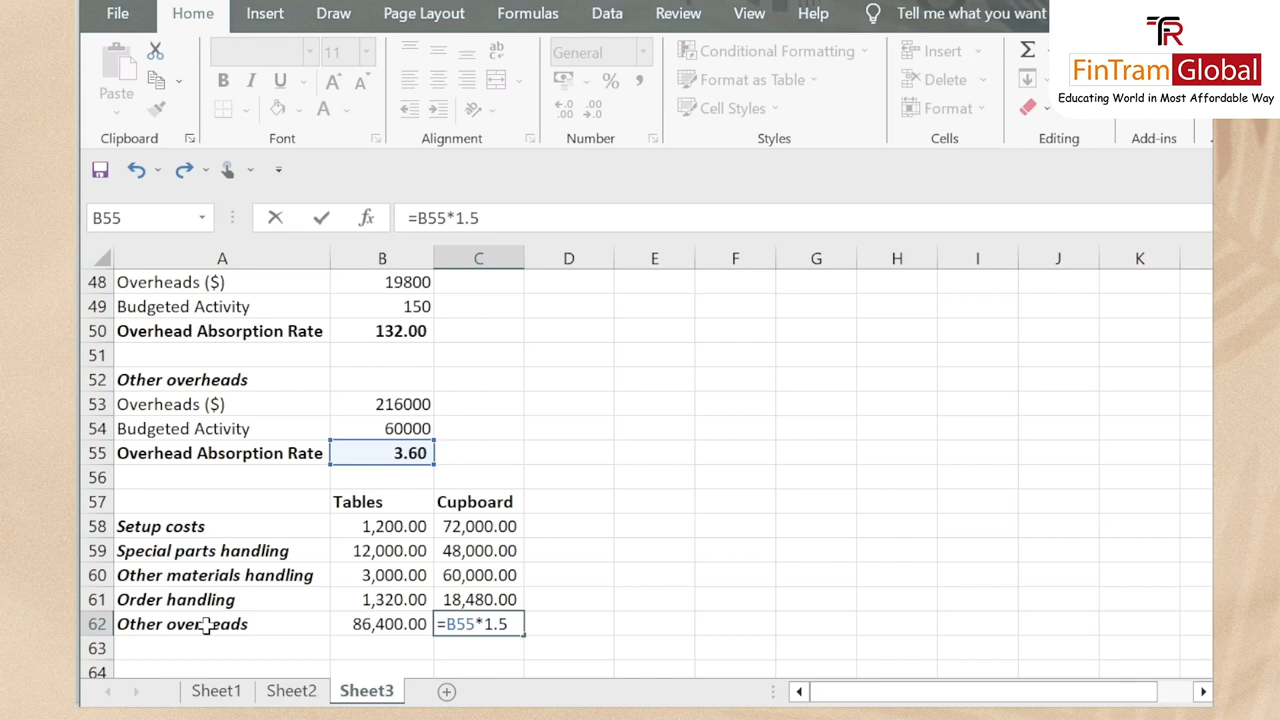 File Home Insert Draw Page Layout Formulas Data Review View Help Tell me what you want
TR
FinTram Global
Educating World in Most Affordable Way
11 ab c General Conditional Formatting Insert Σ
Paste B I U A A % Format as Table Delete
A .00 .00 Cell Styles Format
Clipboard Font Alignment Number Styles Cells Editing Add-ins
B55 fx =B55*1.5
A B C D E F G H I J K
48 Overheads ($) 19800
49 Budgeted Activity 150
50 Overhead Absorption Rate 132.00
51
52 Other overheads
53 Overheads ($) 216000
54 Budgeted Activity 60000
55 Overhead Absorption Rate 3.60
56
57 Tables Cupboard
58 Setup costs 1,200.00 72,000.00
59 Special parts handling 12,000.00 48,000.00
60 Other materials handling 3,000.00 60,000.00
61 Order handling 1,320.00 18,480.00
62 Other overheads 86,400.00 =B55*1.5
63
64
Sheet1 Sheet2 Sheet3